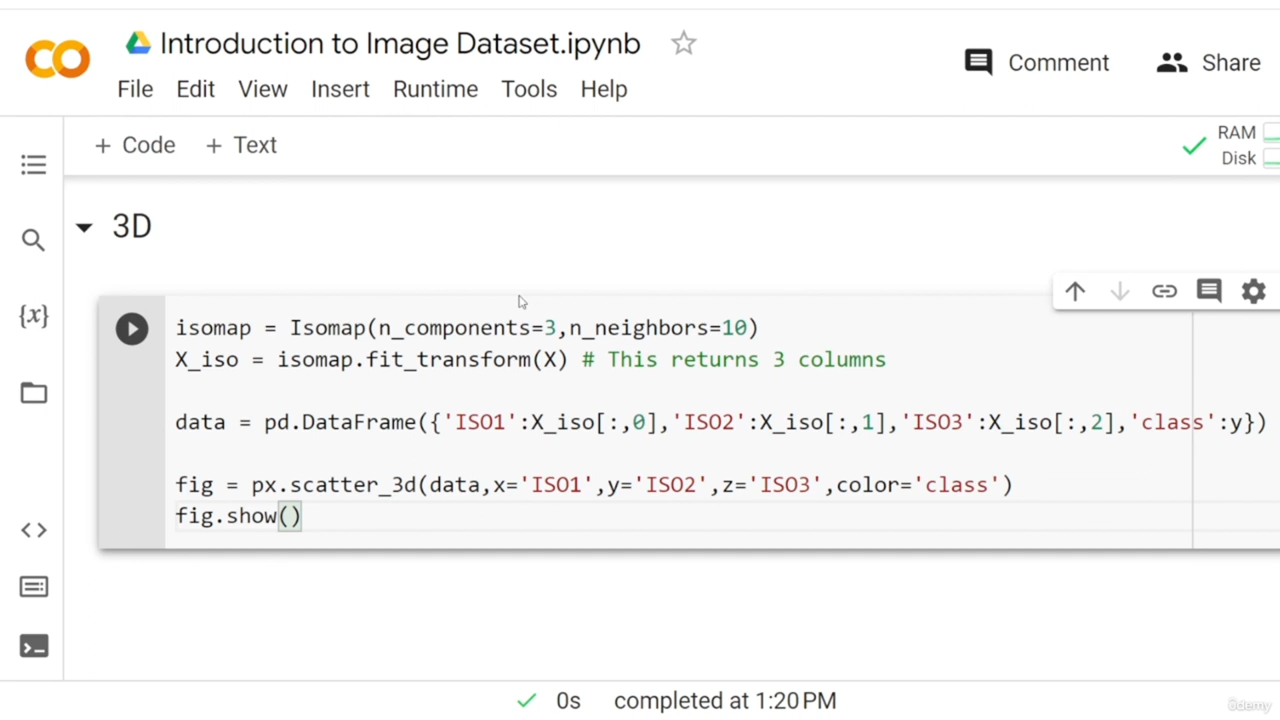 Introduction to Image Dataset.ipynb
Comment
Share
File Edit View Insert Runtime Tools Help
+ Code + Text
RAM
Disk
3D
{x}
isomap = Isomap(n_components=3,n_neighbors=10)
X_iso = isomap.fit_transform(X) # This returns 3 columns
data = pd.DataFrame({'ISO1':X_iso[:,0],'ISO2':X_iso[:,1],'ISO3':X_iso[:,2],'class':y})
fig = px.scatter_3d(data,x='ISO1',y='ISO2',z='ISO3',color='class')
fig.show()
0s completed at 1:20 PM
ûdemy